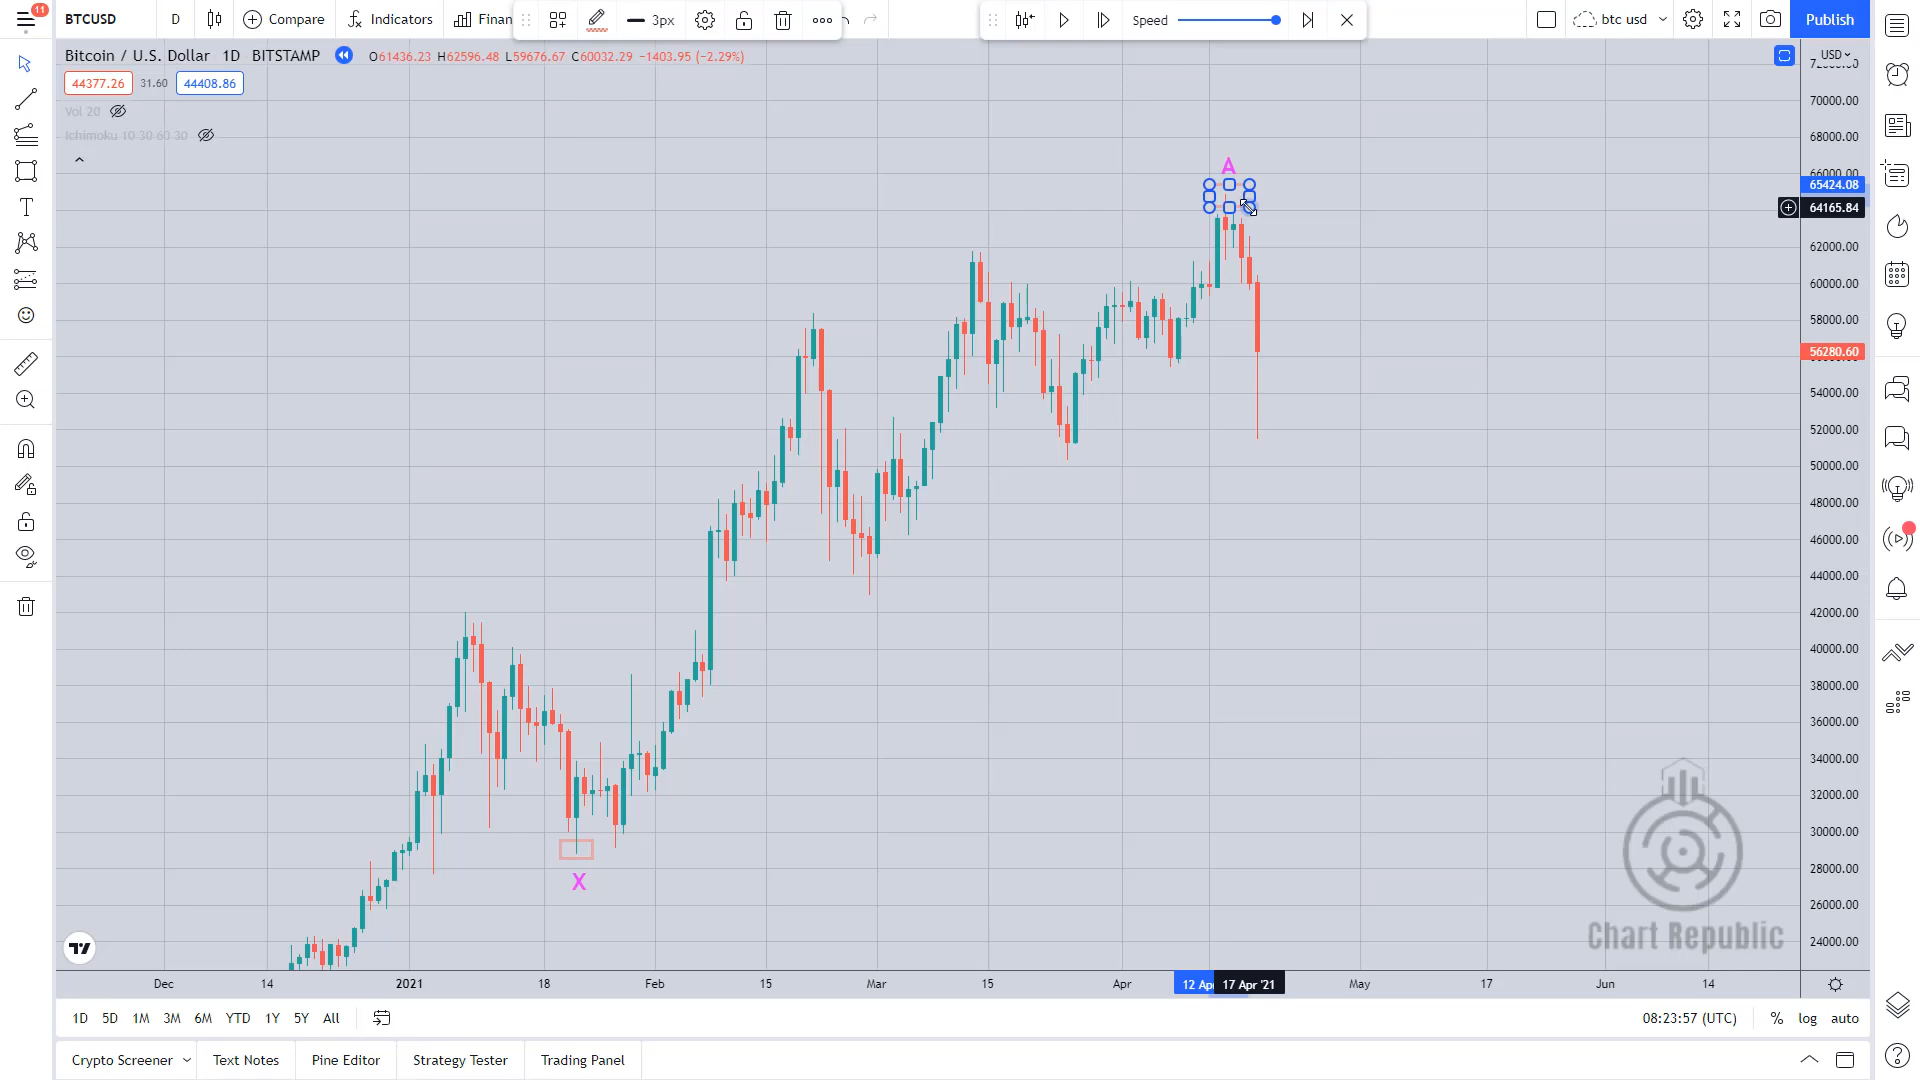 11
BTCUSD
D
Compare
Indicators
Finan
3px
Speed
btc usd
Publish
Bitcoin / U.S. Dollar 1D BITSTAMP O61436.23 H62596.48 L59676.67 C60032.29 −1403.95 (−2.29%)
USD
44377.26 31.60 44408.86
Vol 20
Ichimoku 10 30 60 30
70000.00
68000.00
A
66000.00
65424.08
64165.84
62000.00
60000.00
58000.00
56280.60
54000.00
52000.00
50000.00
48000.00
46000.00
44000.00
42000.00
40000.00
38000.00
36000.00
34000.00
32000.00
30000.00
28000.00
X
26000.00
24000.00
Chart Republic
Dec 14 2021 18 Feb 15 Mar 15 Apr 12 Ap 17 Apr '21 May 17 Jun 14
1D 5D 1M 3M 6M YTD 1Y 5Y All
08:23:57 (UTC) % log auto
Crypto Screener Text Notes Pine Editor Strategy Tester Trading Panel